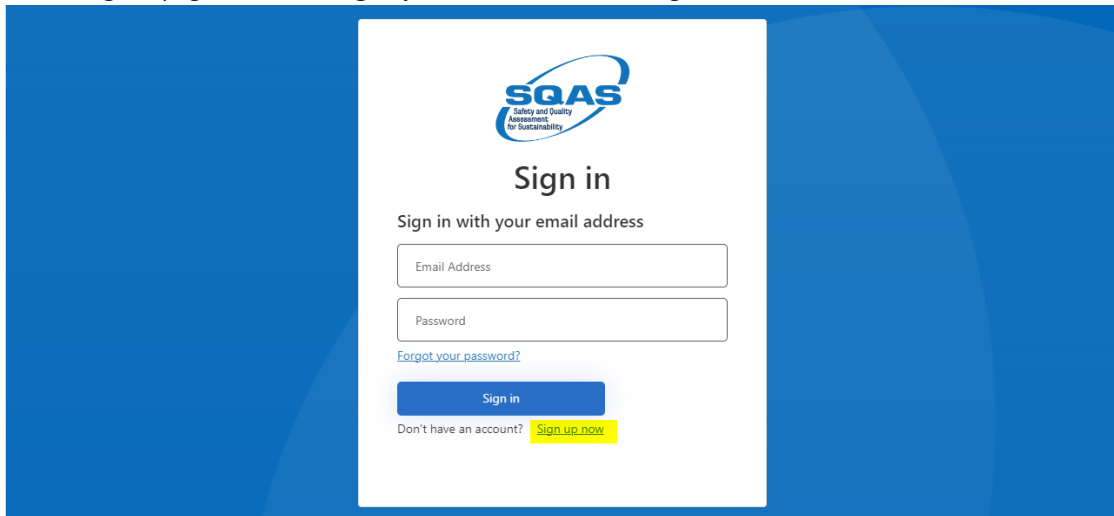 SQAS
Safety and Quality
Assessment
for Sustainability
Sign in
Sign in with your email address
Email Address
Password
Forgot your password?
Sign in
Don't have an account? Sign up now